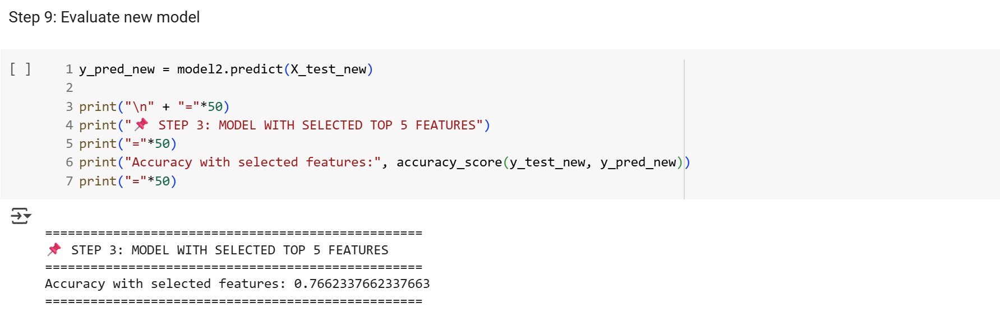 Step 9: Evaluate new model
[ ]
1 y_pred_new = model2.predict(X_test_new)
2
3 print("\n" + "="*50)
4 print("📌 STEP 3: MODEL WITH SELECTED TOP 5 FEATURES")
5 print("="*50)
6 print("Accuracy with selected features:", accuracy_score(y_test_new, y_pred_new))
7 print("="*50)
==================================================
📌 STEP 3: MODEL WITH SELECTED TOP 5 FEATURES
==================================================
Accuracy with selected features: 0.7662337662337663
==================================================